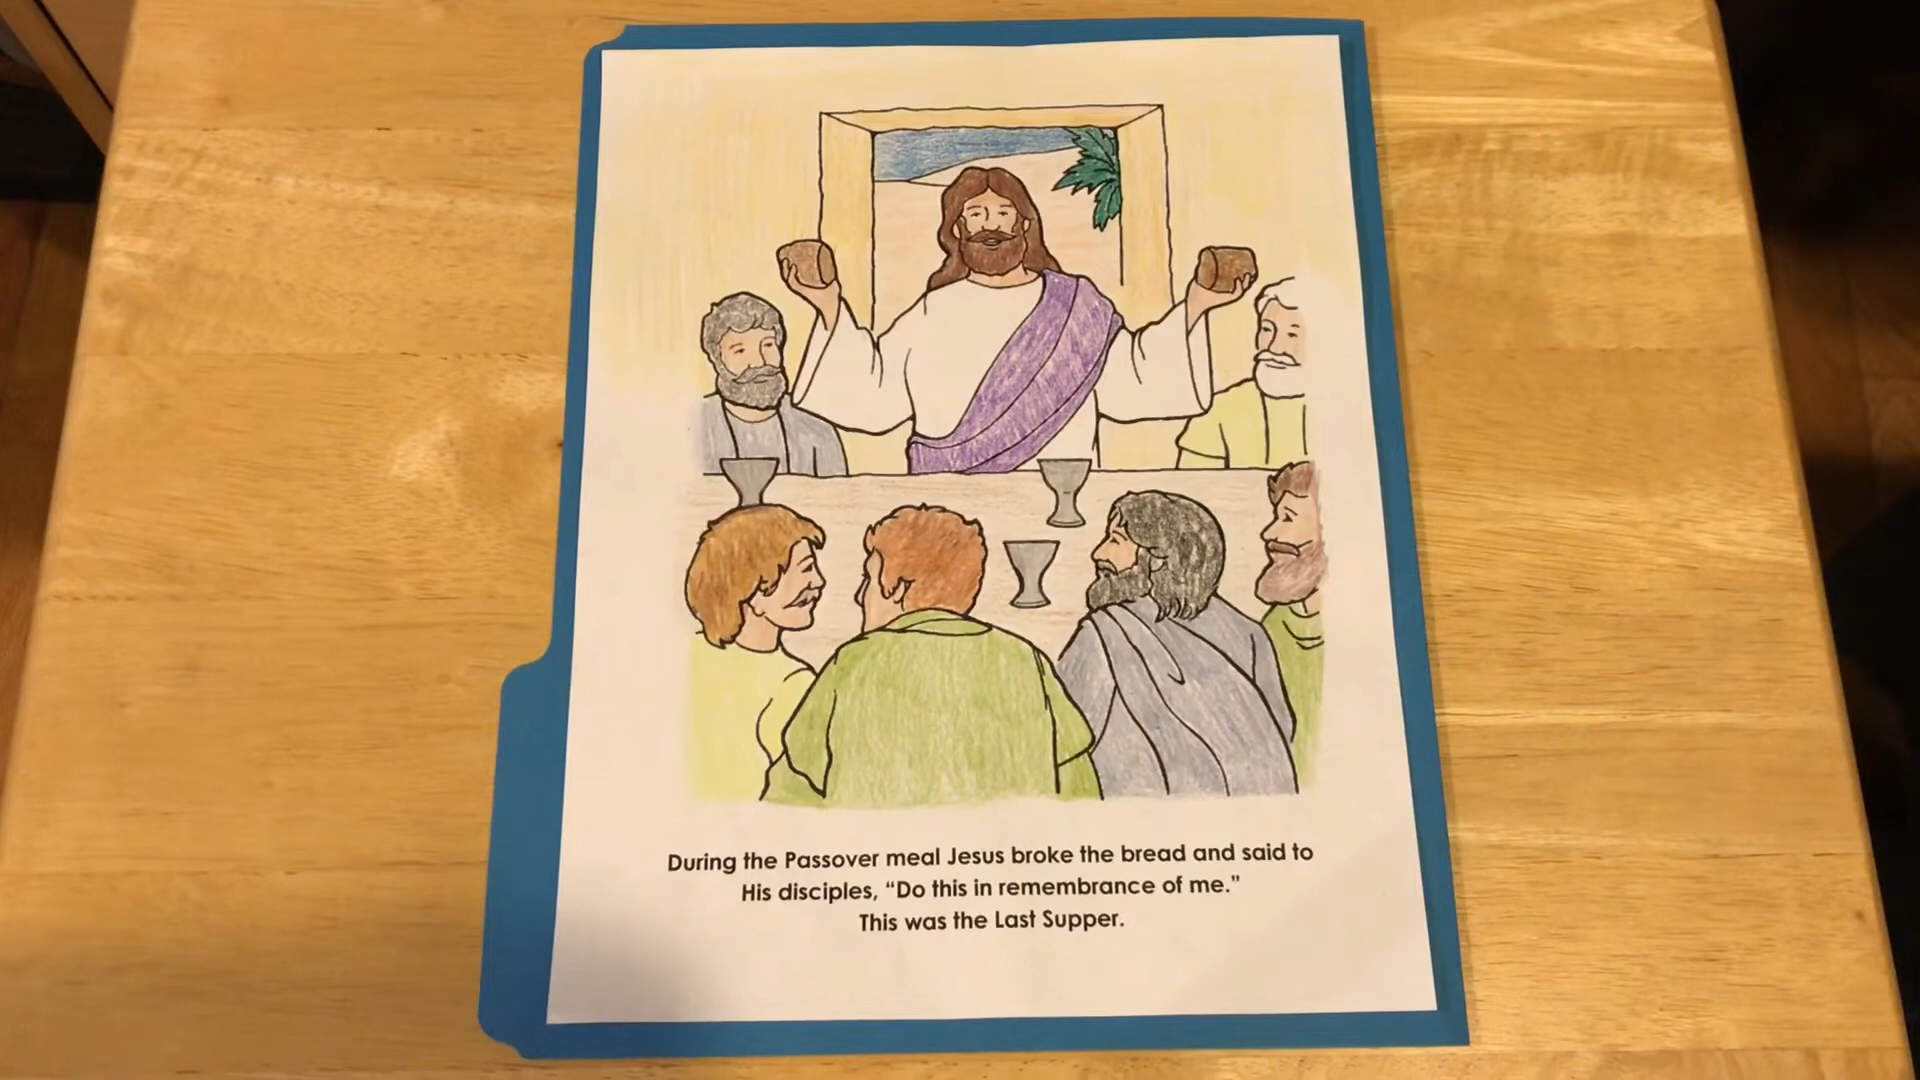 During the Passover meal Jesus broke the bread and said to
His disciples, “Do this in remembrance of me.”
This was the Last Supper.